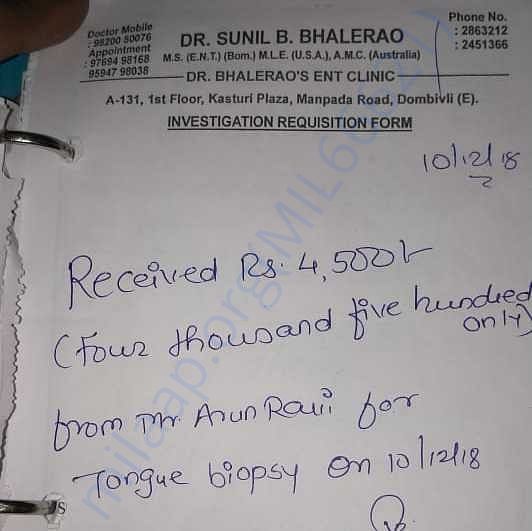 Doctor Mobile
: 98200 80076
Appointment
: 97694 98168
95947 98038
DR. SUNIL B. BHALERAO
M.S. (E.N.T.) (Bom.) M.L.E. (U.S.A.), A.M.C. (Australia)
DR. BHALERAO'S ENT CLINIC
Phone No.
: 2863212
: 2451366
A-131, 1st Floor, Kasturi Plaza, Manpada Road, Dombivli (E).
INVESTIGATION REQUISITION FORM
10/12/18
Received Rs. 4,500/-
(Four thousand five hundred
only)
from Mr. Arun Ravi for
Tongue biopsy on 10/12/18